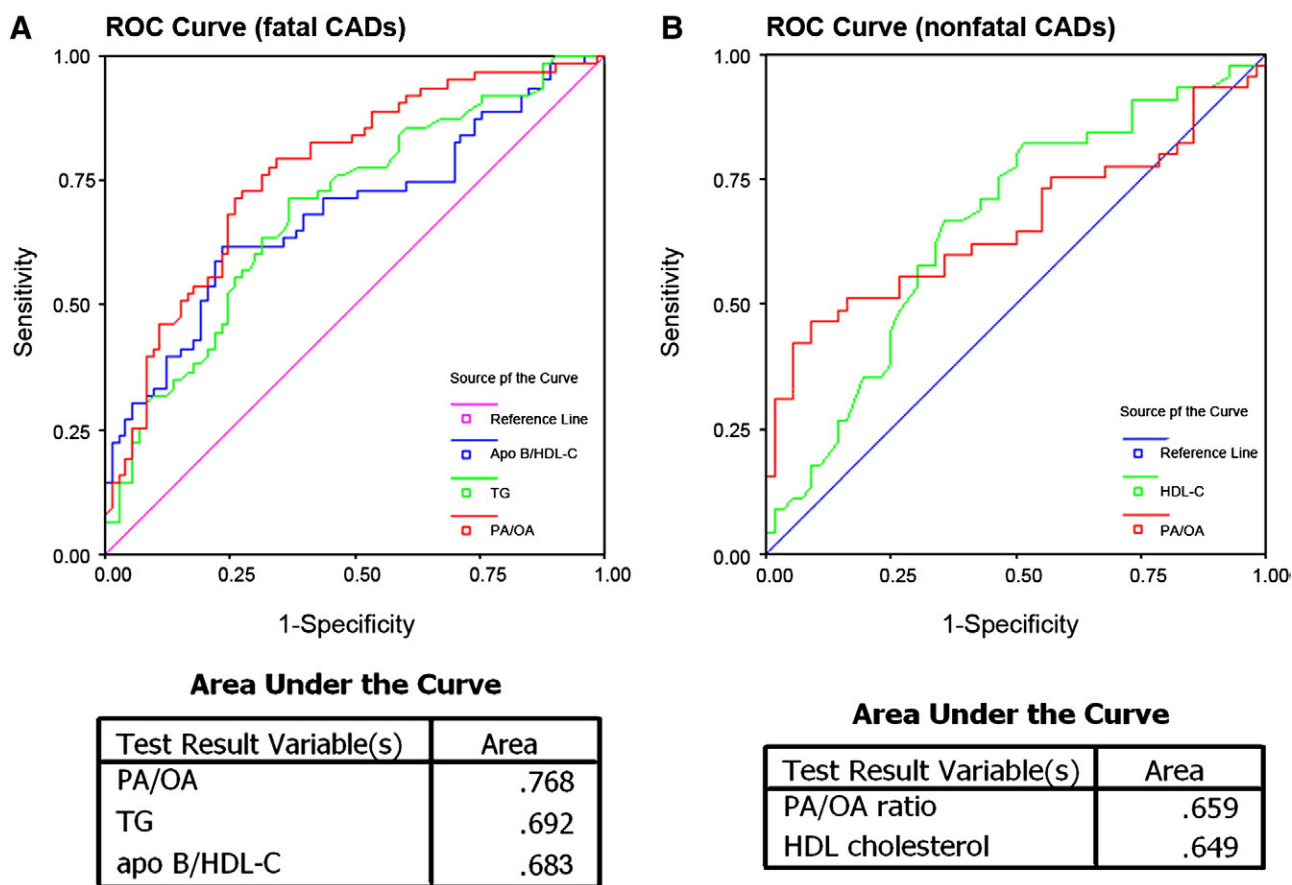 A
ROC Curve (fatal CADs)
1.00
0.75
0.50
0.25
0.00
Sensitivity
Source pf the Curve
Reference Line
Apo B/HDL-C
TG
PA/OA
0.00 0.25 0.50 0.75 1.00
1-Specificity
Area Under the Curve
Test Result Variable(s) Area
PA/OA .768
TG .692
apo B/HDL-C .683
B
ROC Curve (nonfatal CADs)
1.00
0.75
0.50
0.25
0.00
Sensitivity
Source pf the Curve
Reference Line
HDL-C
PA/OA
0.00 0.25 0.50 0.75 1.00
1-Specificity
Area Under the Curve
Test Result Variable(s) Area
PA/OA ratio .659
HDL cholesterol .649